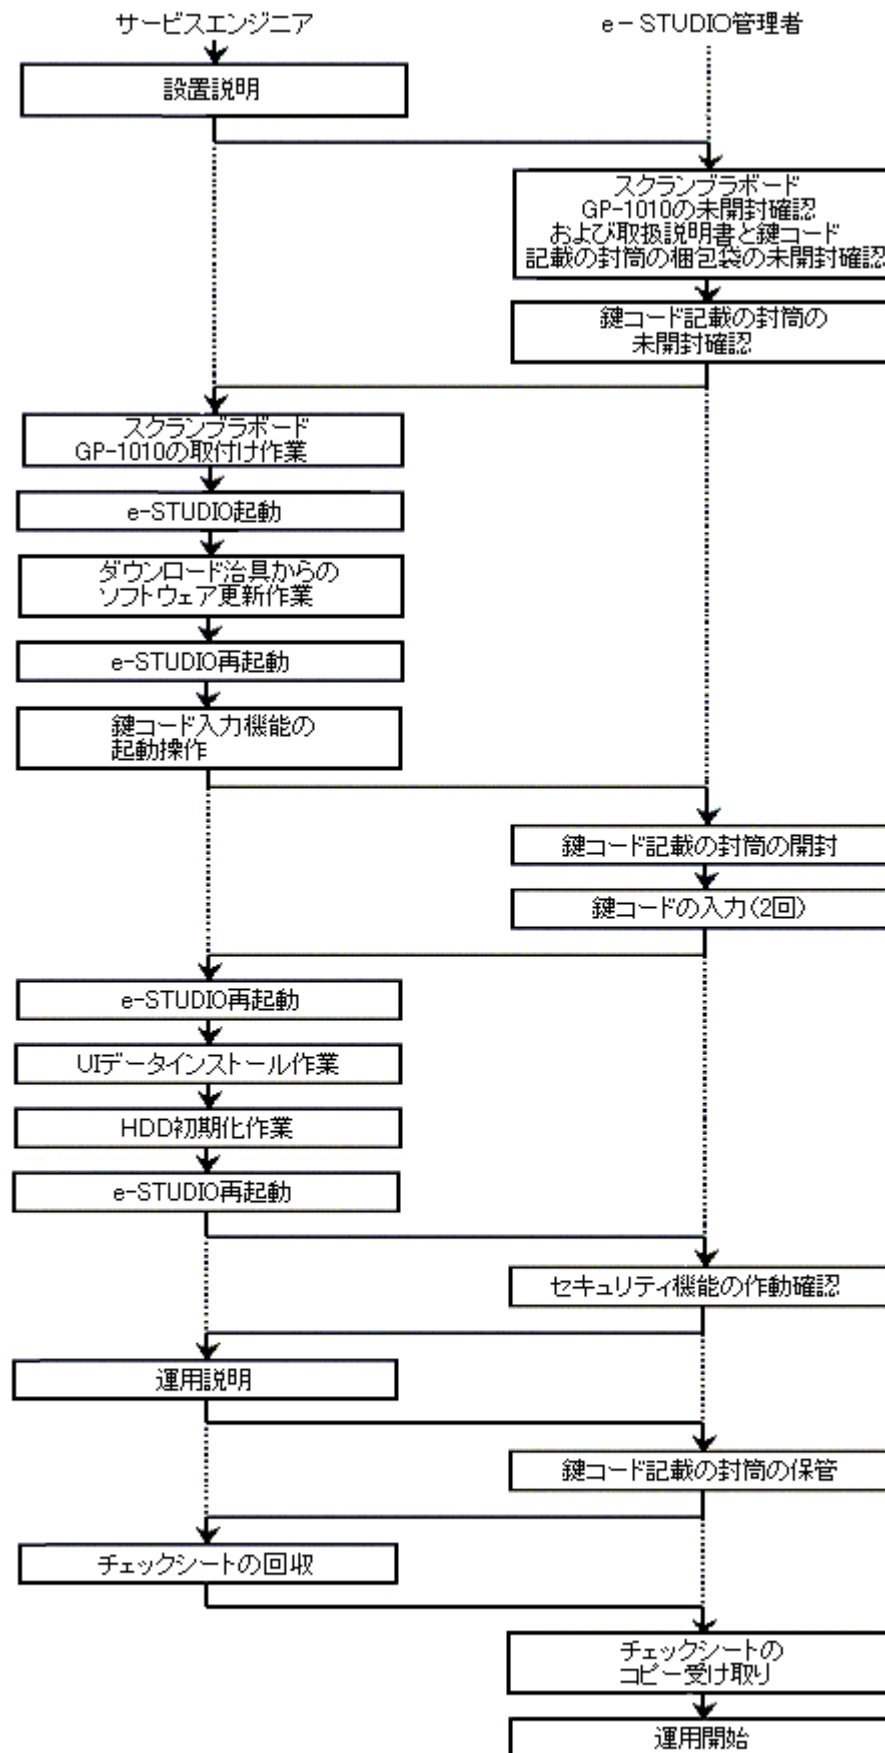 サービスエンジニア
e－STUDIO管理者
設置説明
スクランブラボード
GP-1010の未開封確認
および取扱説明書と鍵コード
記載の封筒の梱包袋の未開封確認
鍵コード記載の封筒の
未開封確認
スクランブラボード
GP-1010の取付け作業
e-STUDIO起動
ダウンロード治具からの
ソフトウェア更新作業
e-STUDIO再起動
鍵コード入力機能の
起動操作
鍵コード記載の封筒の開封
鍵コードの入力(2回)
e-STUDIO再起動
UIデータインストール作業
HDD初期化作業
e-STUDIO再起動
セキュリティ機能の作動確認
運用説明
鍵コード記載の封筒の保管
チェックシートの回収
チェックシートの
コピー受け取り
運用開始